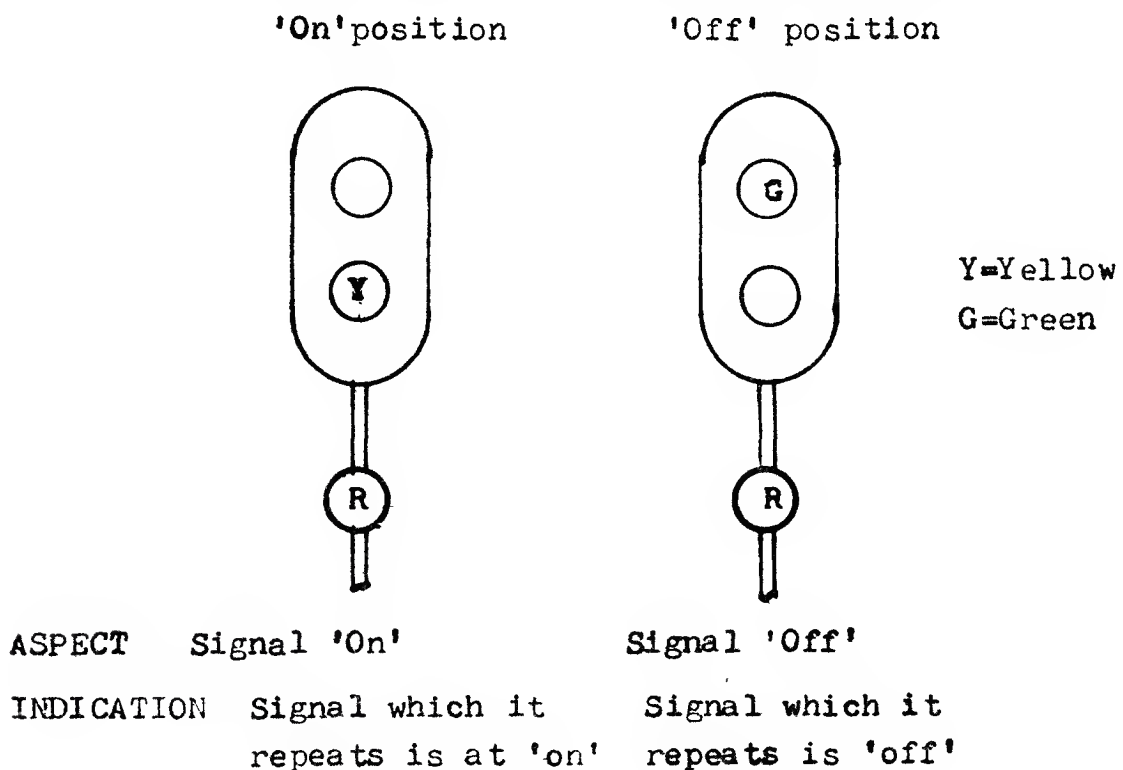 'On' position 'Off' position
G
Y
Y=Yellow
G=Green
R R
ASPECT Signal 'On' Signal 'Off'
INDICATION Signal which it Signal which it
repeats is at 'on' repeats is 'off'